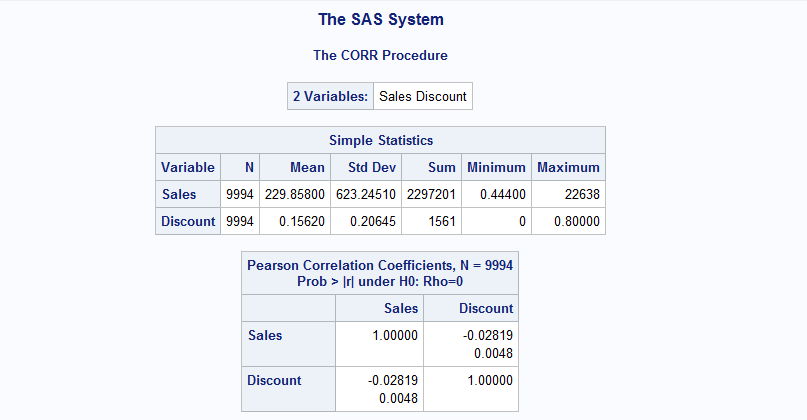 The SAS System
The CORR Procedure
2 Variables: Sales Discount
Simple Statistics
Variable N Mean Std Dev Sum Minimum Maximum
Sales 9994 229.85800 623.24510 2297201 0.44400 22638
Discount 9994 0.15620 0.20645 1561 0 0.80000
Pearson Correlation Coefficients, N = 9994
Prob > |r| under H0: Rho=0
Sales Discount
Sales 1.00000 -0.02819
0.0048
Discount -0.02819 1.00000
0.0048